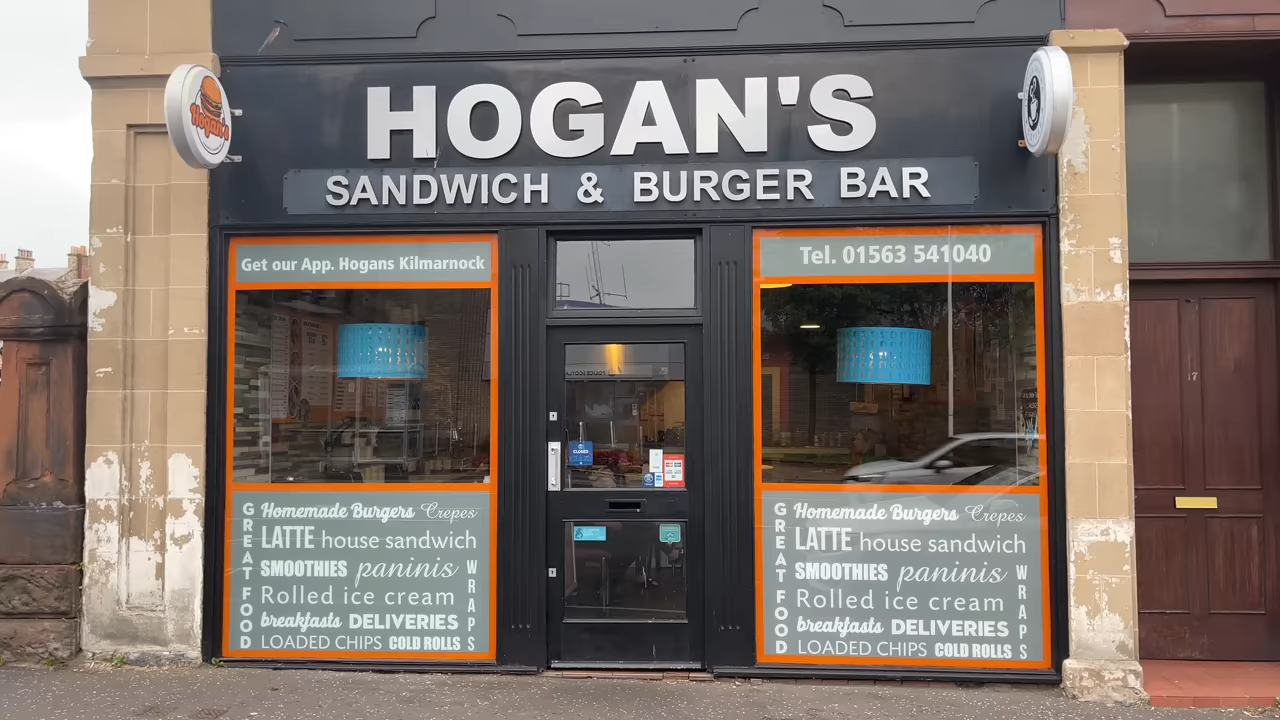 HOGAN'S
Hogan's
SANDWICH & BURGER BAR
Get our App. Hogans Kilmarnock
Tel. 01563 541040
CLOSED
17
GREAT FOOD
Homemade Burgers Crepes
LATTE house sandwich
SMOOTHIES paninis
Rolled ice cream
breakfasts DELIVERIES
LOADED CHIPS COLD ROLLS
WRAPS
GREAT FOOD
Homemade Burgers Crepes
LATTE house sandwich
SMOOTHIES paninis
Rolled ice cream
breakfasts DELIVERIES
LOADED CHIPS COLD ROLLS
WRAPS